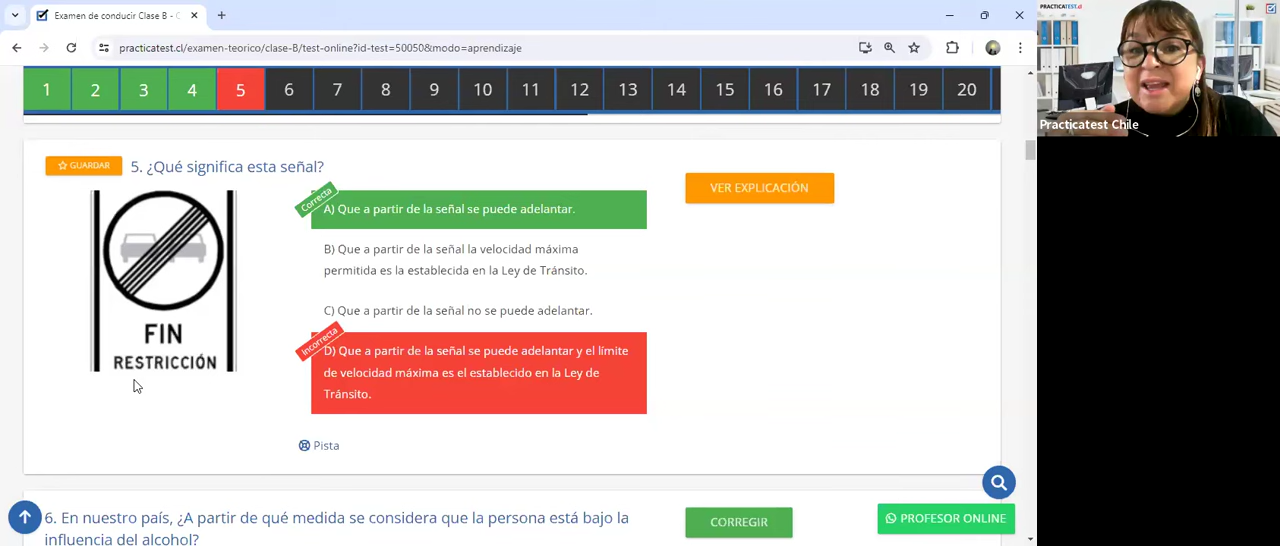 Examen de conducir Clase B - C
practicatest.cl/examen-teorico/clase-B/test-online?id-test=50050&modo=aprendizaje
PRACTICATEST.cl
Practicatest Chile
1 2 3 4 5 6 7 8 9 10 11 12 13 14 15 16 17 18 19 20
GUARDAR
5. ¿Qué significa esta señal?
VER EXPLICACIÓN
FIN
RESTRICCIÓN
Correcta
A) Que a partir de la señal se puede adelantar.
B) Que a partir de la señal la velocidad máxima
permitida es la establecida en la Ley de Tránsito.
C) Que a partir de la señal no se puede adelantar.
Incorrecta
D) Que a partir de la señal se puede adelantar y el límite
de velocidad máxima es el establecido en la Ley de
Tránsito.
Pista
6. En nuestro país, ¿A partir de qué medida se considera que la persona está bajo la
influencia del alcohol?
CORREGIR
PROFESOR ONLINE